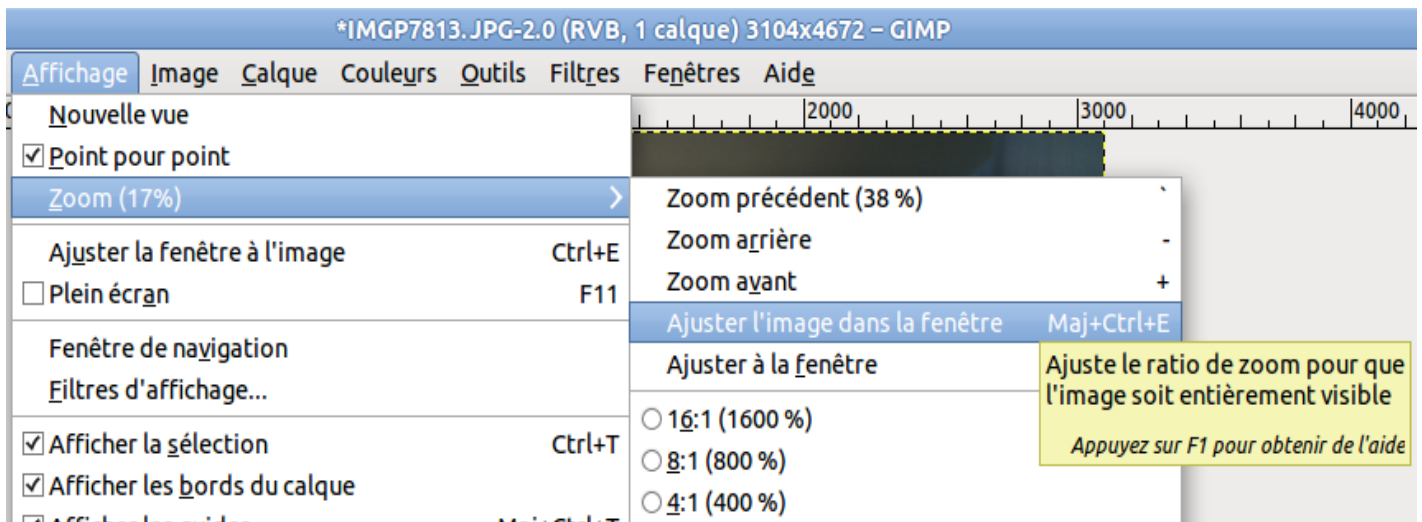 *IMGP7813.JPG-2.0 (RVB, 1 calque) 3104x4672 – GIMP
Affichage Image Calque Couleurs Outils Filtres Fenêtres Aide
2000 3000 4000
Nouvelle vue
Point pour point
Zoom (17%)
Ajuster la fenêtre à l'image Ctrl+E
Plein écran F11
Fenêtre de navigation
Filtres d'affichage...
Afficher la sélection Ctrl+T
Afficher les bords du calque
Zoom précédent (38 %) `
Zoom arrière -
Zoom avant +
Ajuster l'image dans la fenêtre Maj+Ctrl+E
Ajuster à la fenêtre
16:1 (1600 %)
8:1 (800 %)
4:1 (400 %)
Ajuste le ratio de zoom pour que
l'image soit entièrement visible
Appuyez sur F1 pour obtenir de l'aide